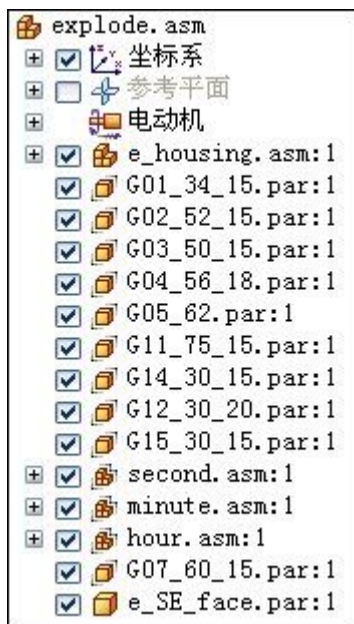 explode.asm
坐标系
参考平面
电动机
e_housing.asm:1
G01_34_15.par:1
G02_52_15.par:1
G03_50_15.par:1
G04_56_18.par:1
G05_62.par:1
G11_75_15.par:1
G14_30_15.par:1
G12_30_20.par:1
G15_30_15.par:1
second.asm:1
minute.asm:1
hour.asm:1
G07_60_15.par:1
e_SE_face.par:1